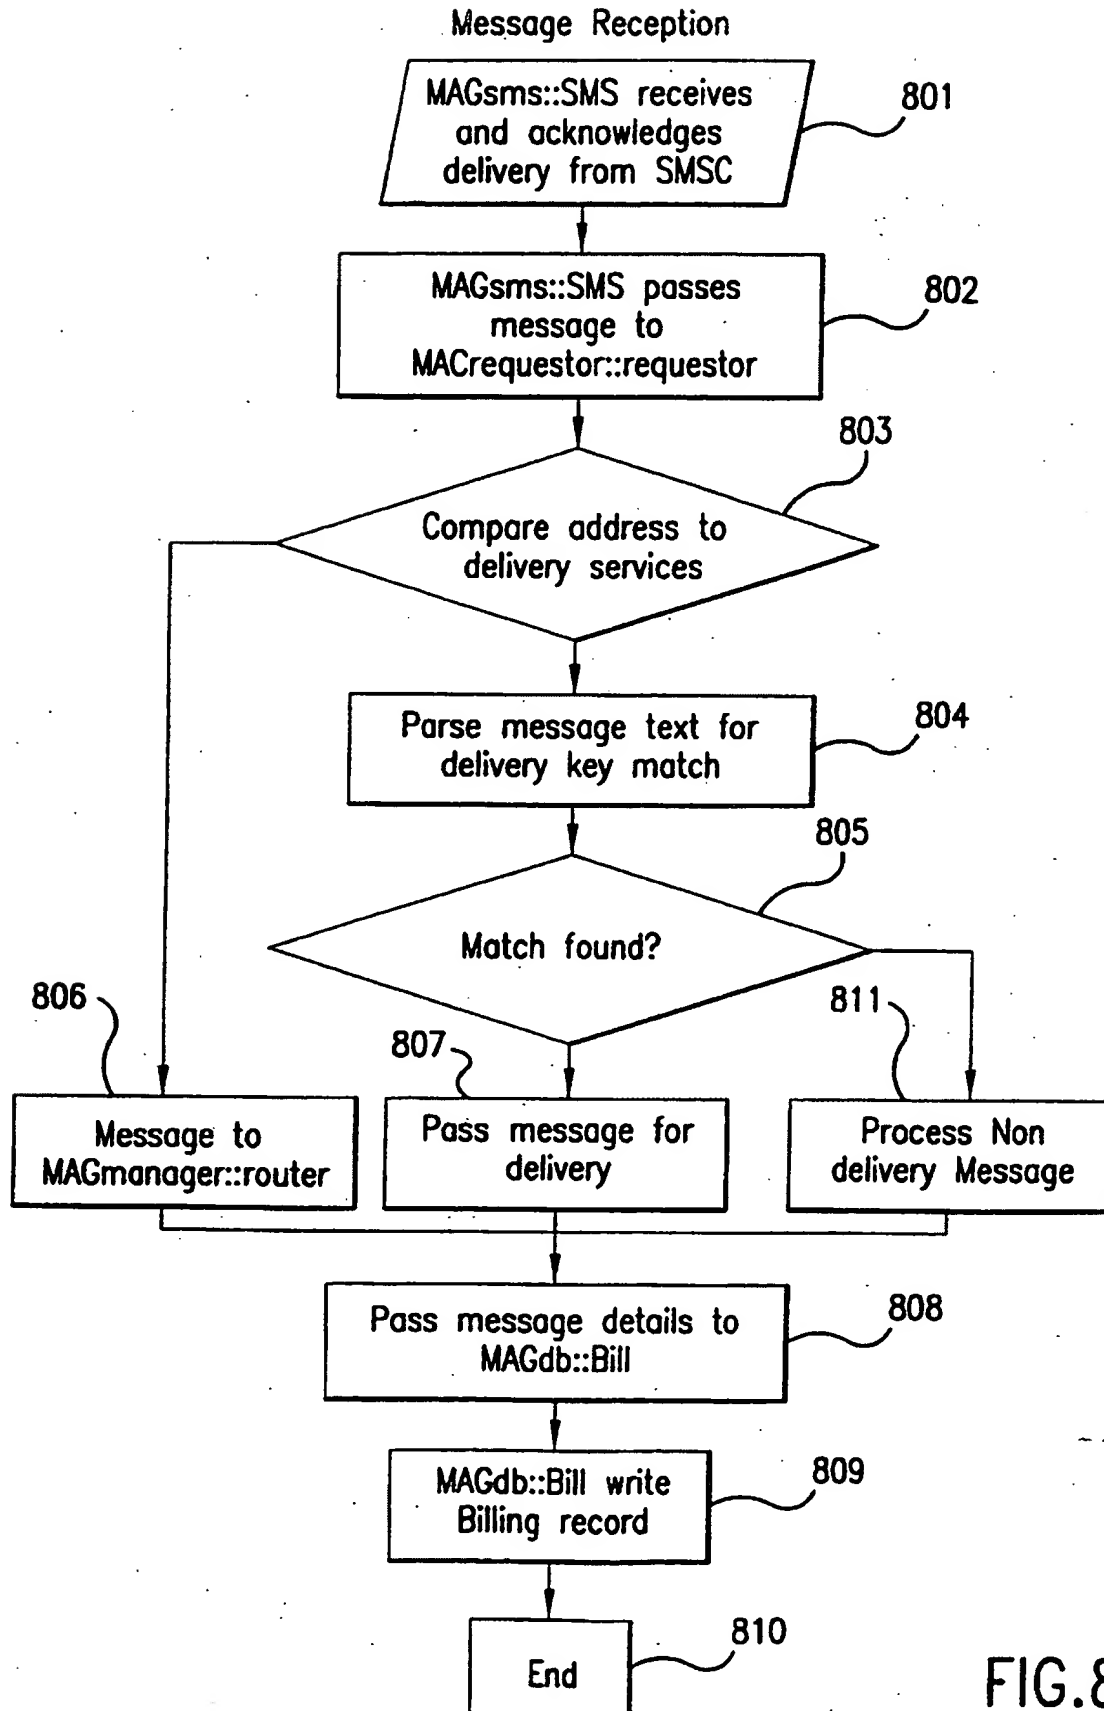 Message Reception
MAGsms::SMS receives
and acknowledges
delivery from SMSC
801
MAGsms::SMS passes
message to
MACrequestor::requestor
802
803
Compare address to
delivery services
Parse message text for
delivery key match
804
805
Match found?
806
807
811
Message to
MAGmanager::router
Pass message for
delivery
Process Non
delivery Message
Pass message details to
MAGdb::Bill
808
MAGdb::Bill write
Billing record
809
End
810
FIG.8